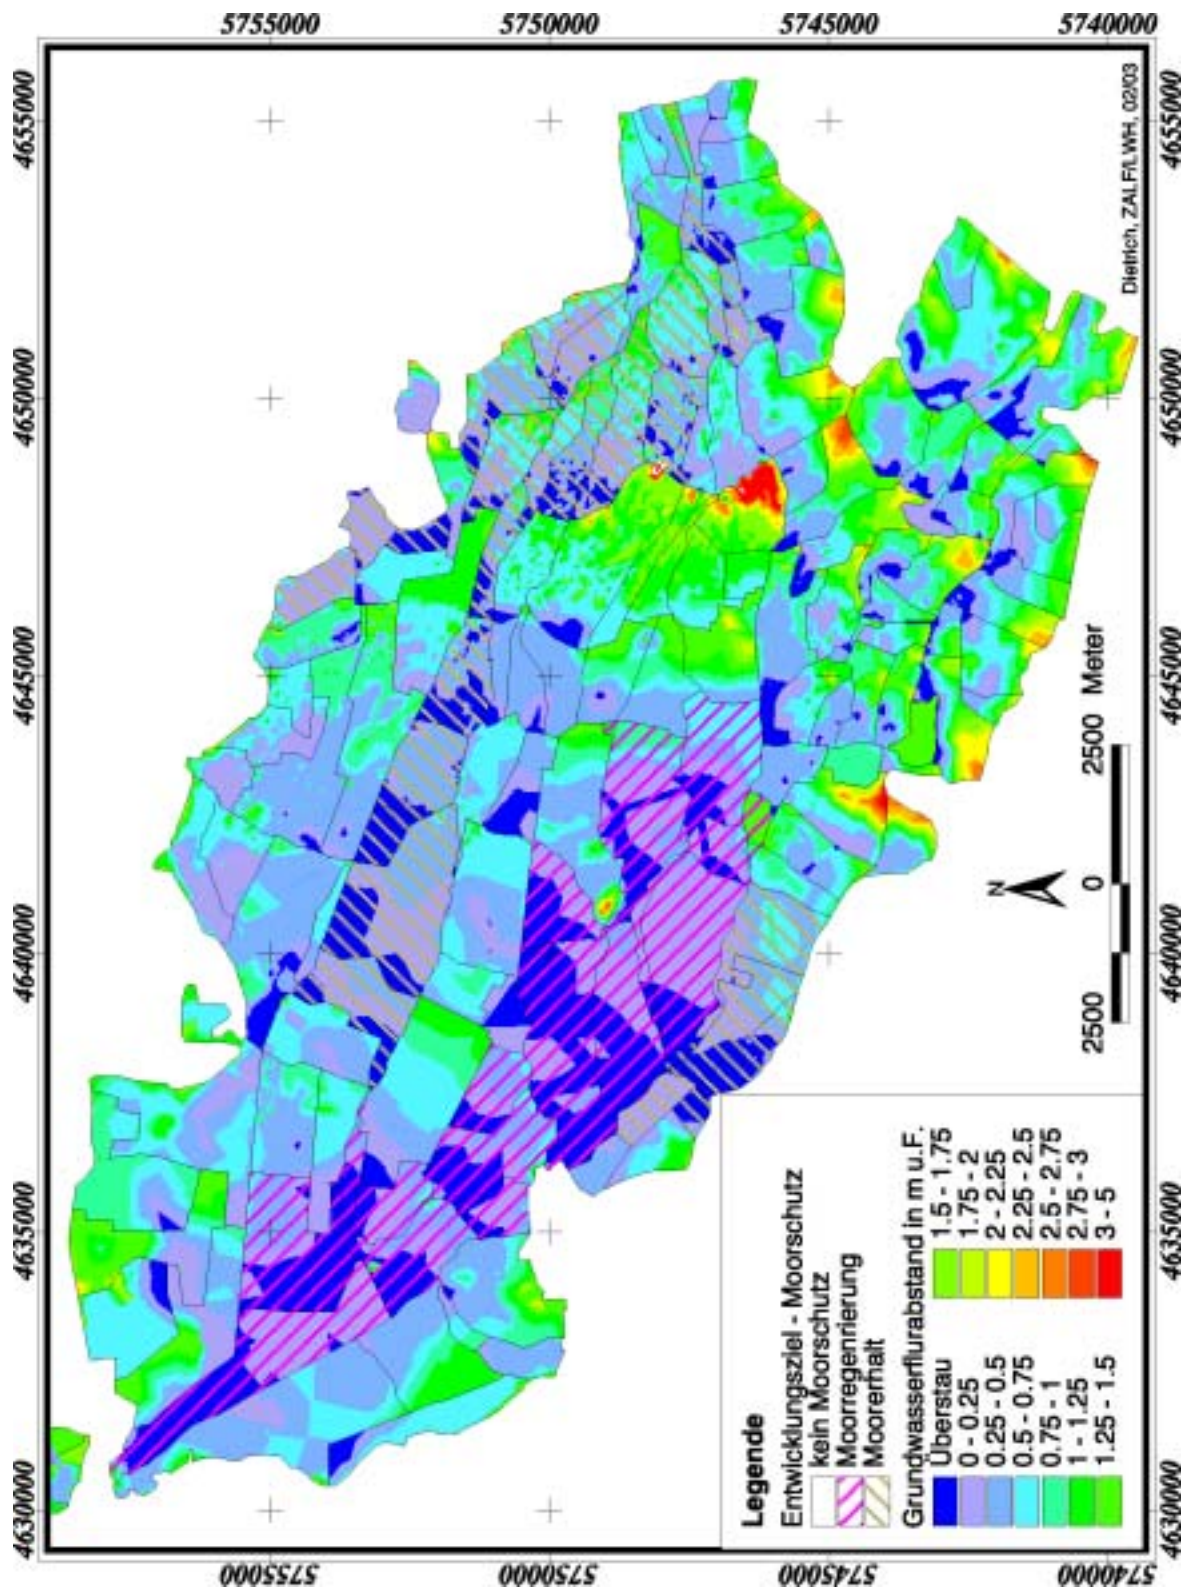 4630000 4635000 4640000 4645000 4650000 4655000
5755000
5750000
5745000
5740000
5755000
5750000
5745000
5740000
Legende
Entwicklungsziel - Moorschutz
kein Moorschutz
Moorregenrierung
Moorerhalt
Grundwasserflurabstand in m u.F.
Überstau
0 - 0.25
0.25 - 0.5
0.5 - 0.75
0.75 - 1
1 - 1.25
1.25 - 1.5
1.5 - 1.75
1.75 - 2
2 - 2.25
2.25 - 2.5
2.5 - 2.75
2.75 - 3
3 - 5
N
2500 0 2500 Meter
Dietrich, ZALF/LWH, 02/03
4630000 4635000 4640000 4645000 4650000 4655000